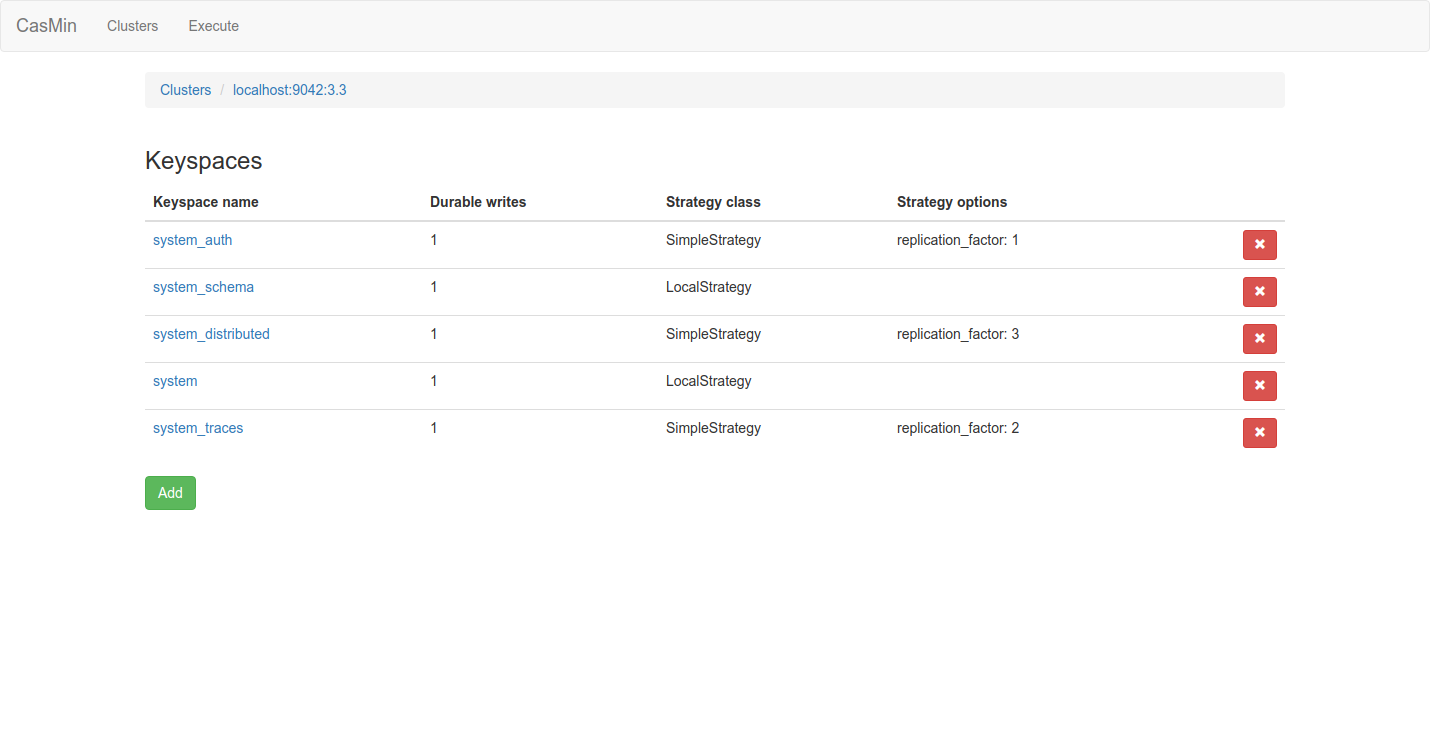 CasMin Clusters Execute
Clusters / localhost:9042:3.3
Keyspaces
Keyspace name Durable writes Strategy class Strategy options
system_auth 1 SimpleStrategy replication_factor: 1
system_schema 1 LocalStrategy
system_distributed 1 SimpleStrategy replication_factor: 3
system 1 LocalStrategy
system_traces 1 SimpleStrategy replication_factor: 2
Add